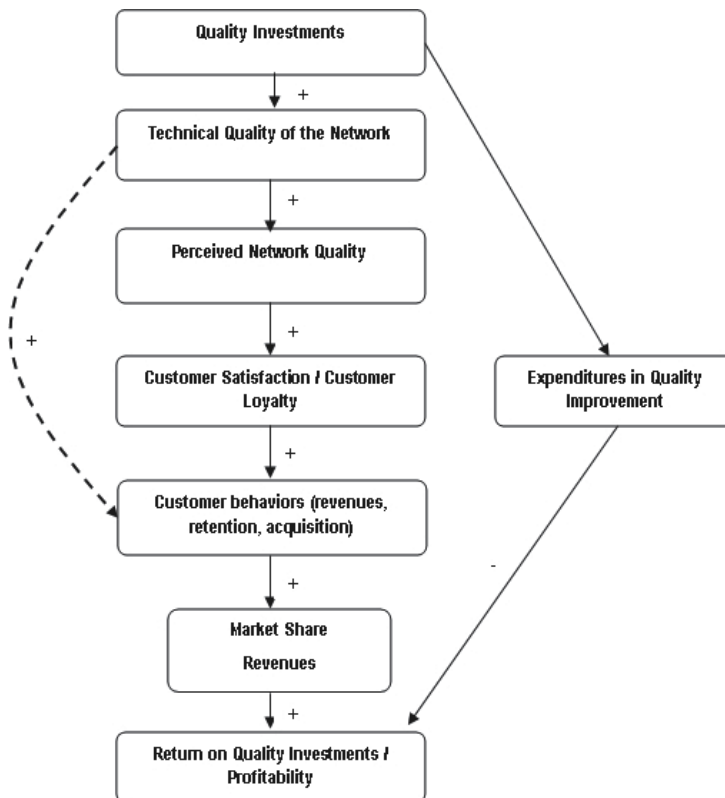 Quality Investments
+
Technical Quality of the Network
+
Perceived Network Quality
+
+
Customer Satisfaction / Customer
Loyalty
Expenditures in Quality
Improvement
+
Customer behaviors (revenues,
retention, acquisition)
-
+
Market Share
Revenues
+
Return on Quality Investments /
Profitability